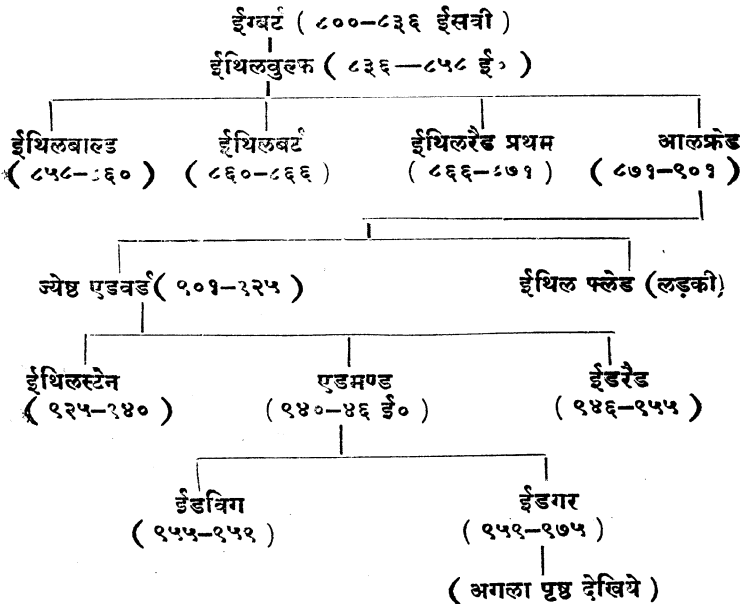 ईग्बर्ट ( ८००–८३६ ईसवी )
ईथिलवुल्फ ( ८३६—८५८ ई० )
ईथिलबाल्ड ईथिलबर्ट ईथिलरैड प्रथम आलफ्रेड
( ८५८–८६० ) ( ८६०–८६६ ) ( ८६६–८७१ ) ( ८७१–९०१ )
ज्येष्ठ एडवर्ड ( ९०१–९२५ ) ईथिल फ्लेड (लड़की)
ईथिलस्टेन एडमण्ड ईडरैड
( ९२५–९४० ) ( ९४०–४६ ई० ) ( ९४६–९५५ )
ईडविग ईडगर
( ९५५–९५९ ) ( ९५९–९७५ )
( अगला पृष्ठ देखिये )